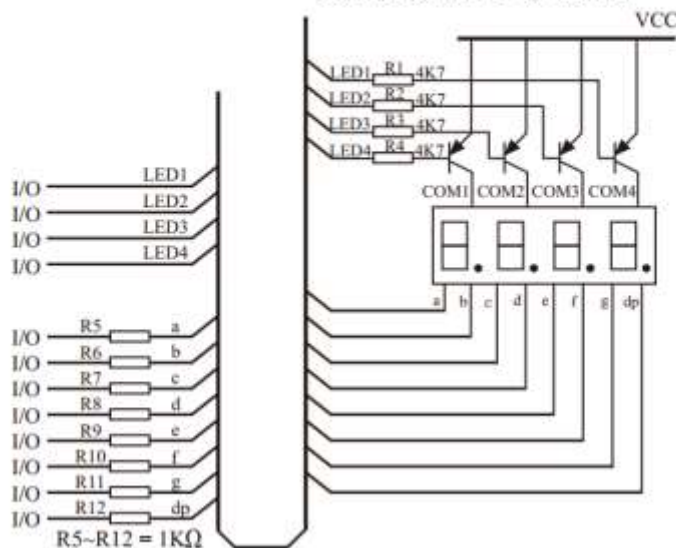 VCC
LED1 R1 4K7
LED2 R2 4K7
LED3 R3 4K7
LED4 R4 4K7
COM1 COM2 COM3 COM4
I/O LED1
I/O LED2
I/O LED3
I/O LED4
a b c d e f g dp
I/O R5 a
I/O R6 b
I/O R7 c
I/O R8 d
I/O R9 e
I/O R10 f
I/O R11 g
I/O R12 dp
R5~R12 = 1KΩ